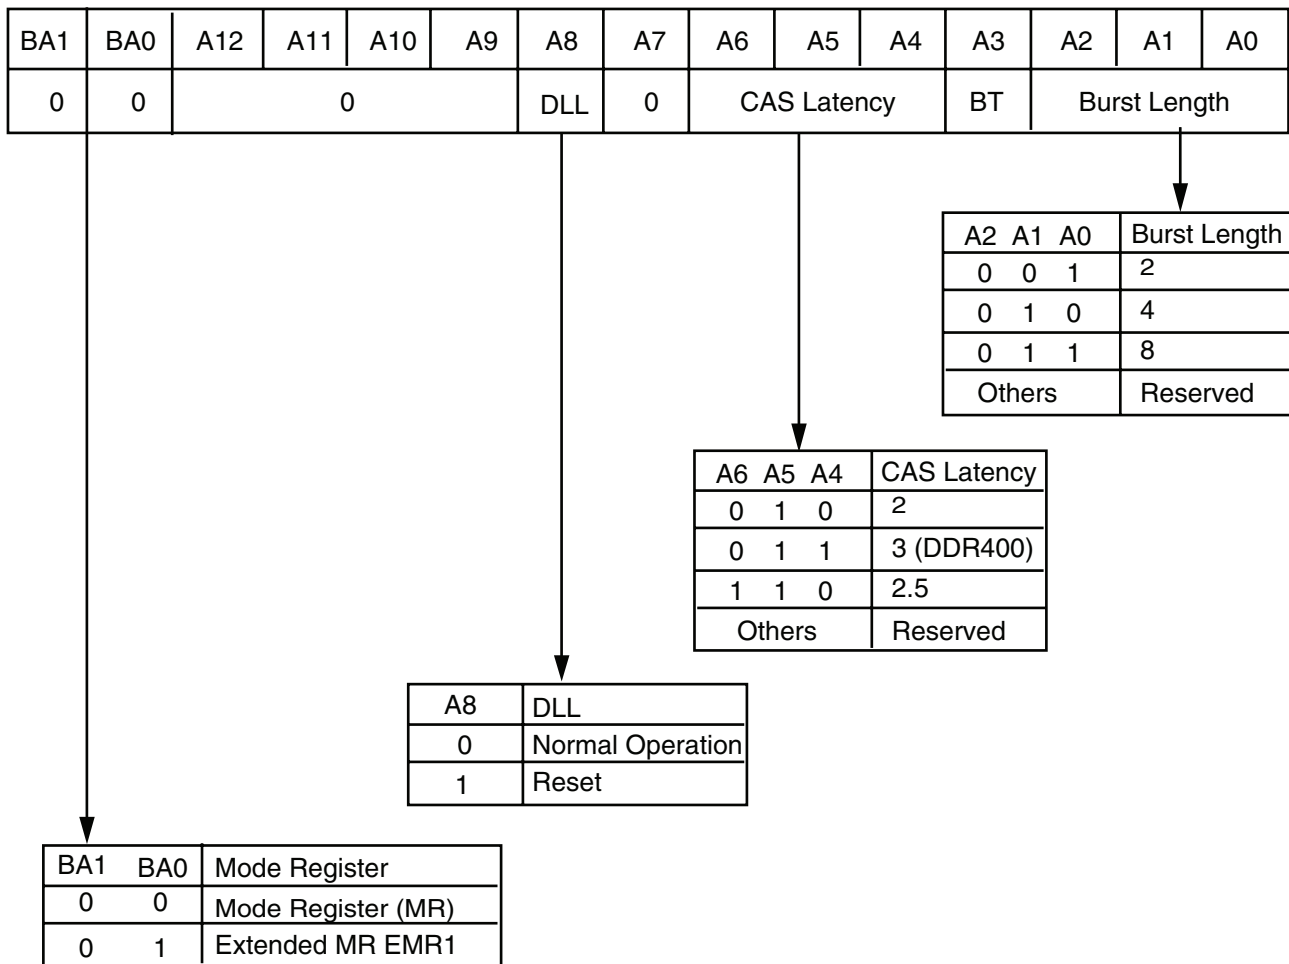 BA1 BA0 A12 A11 A10 A9 A8 A7 A6 A5 A4 A3 A2 A1 A0
0 0 0 DLL 0 CAS Latency BT Burst Length
A2 A1 A0 Burst Length
0 0 1 2
0 1 0 4
0 1 1 8
Others Reserved
A6 A5 A4 CAS Latency
0 1 0 2
0 1 1 3 (DDR400)
1 1 0 2.5
Others Reserved
A8 DLL
0 Normal Operation
1 Reset
BA1 BA0 Mode Register
0 0 Mode Register (MR)
0 1 Extended MR EMR1